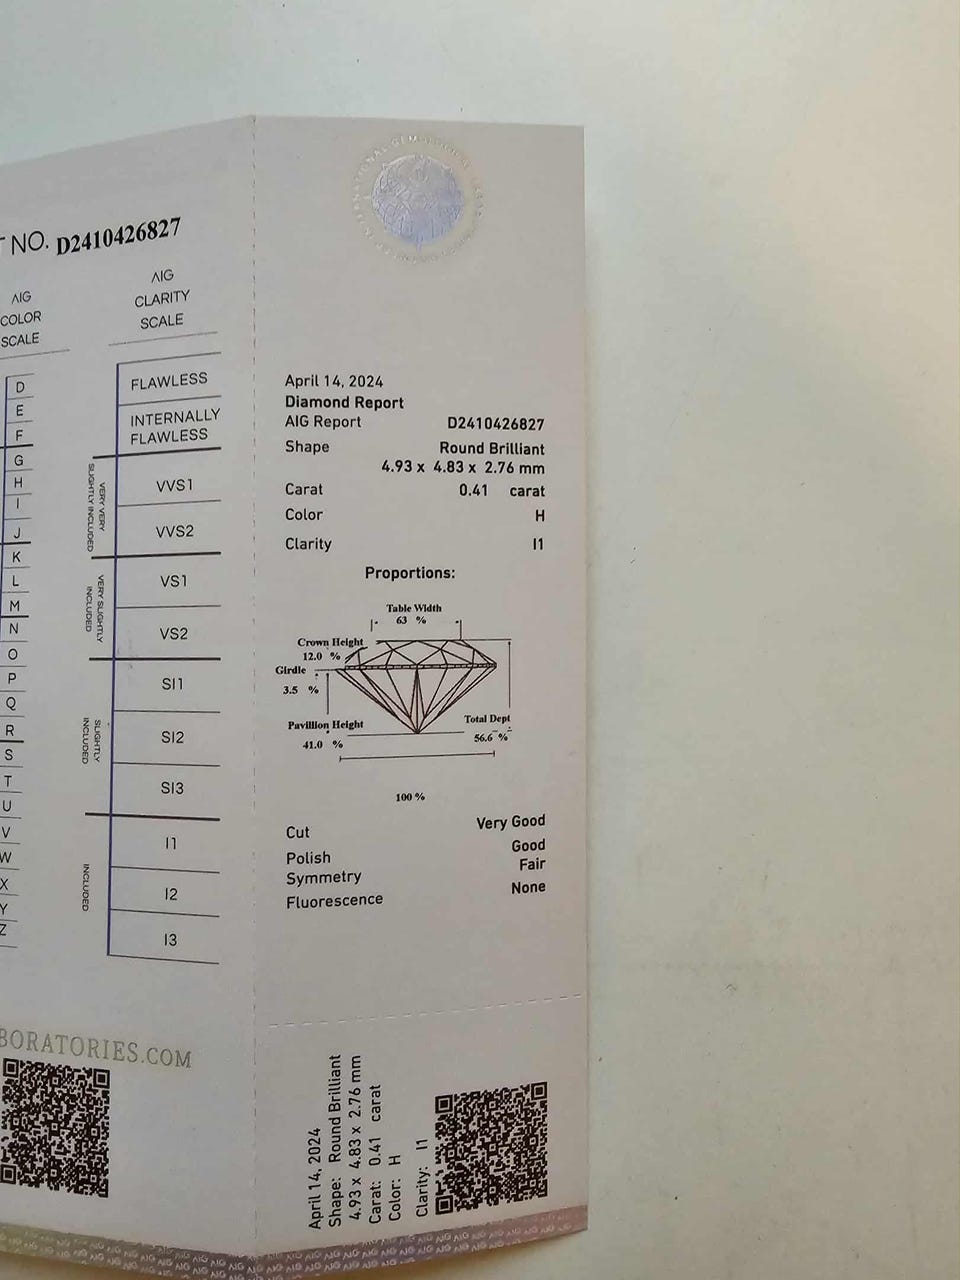 NO. D2410426827
AIG
COLOR
SCALE
D
E
F
G
H
I
J
K
L
M
N
O
P
Q
R
S
T
U
V
W
X
Y
Z
AIG
CLARITY
SCALE
FLAWLESS
INTERNALLY
FLAWLESS
VERY VERY
SLIGHTLY INCLUDED
VVS1
VVS2
VERY SLIGHTLY
INCLUDED
VS1
VS2
SLIGHTLY
INCLUDED
SI1
SI2
SI3
INCLUDED
I1
I2
I3
BORATORIES.COM
April 14, 2024
Diamond Report
AIG Report D2410426827
Shape Round Brilliant
4.93 x 4.83 x 2.76 mm
Carat 0.41 carat
Color H
Clarity I1
Proportions:
Table Width
63 %
Crown Height
12.0 %
Girdle
3.5 %
Pavillion Height
41.0 %
Total Dept
56.6 %
100 %
Cut Very Good
Polish Good
Symmetry Fair
Fluorescence None
April 14, 2024
Shape: Round Brilliant
4.93 x 4.83 x 2.76 mm
Carat: 0.41 carat
Color: H
Clarity: I1